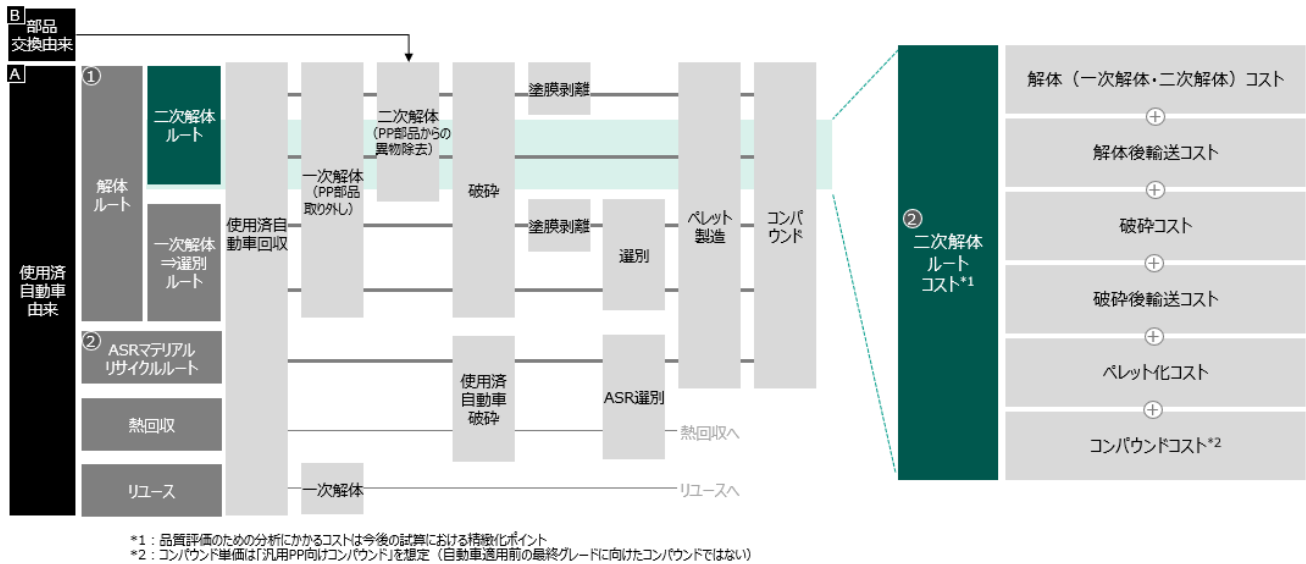 B
部品
交換由来
A
使用済
自動車
由来
①
解体
ルート
二次解体
ルート
一次解体
⇒選別
ルート
②
ASRマテリアル
リサイクルルート
熱回収
リユース
使用済自
動車回収
一次解体
(PP部品
取り外し)
二次解体
(PP部品からの
異物除去)
破砕
塗膜剥離
塗膜剥離
選別
使用済
自動車
破砕
ASR選別
一次解体
ペレット
製造
コンパ
ウンド
熱回収へ
リユースへ
②
二次解体
ルート
コスト*1
解体（一次解体・二次解体）コスト
+
解体後輸送コスト
+
破砕コスト
+
破砕後輸送コスト
+
ペレット化コスト
+
コンパウンドコスト*2
*1：品質評価のための分析にかかるコストは今後の試算における精緻化ポイント
*2：コンパウンド単価は「汎用PP向けコンパウンド」を想定（自動車適用前の最終グレードに向けたコンパウンドではない）